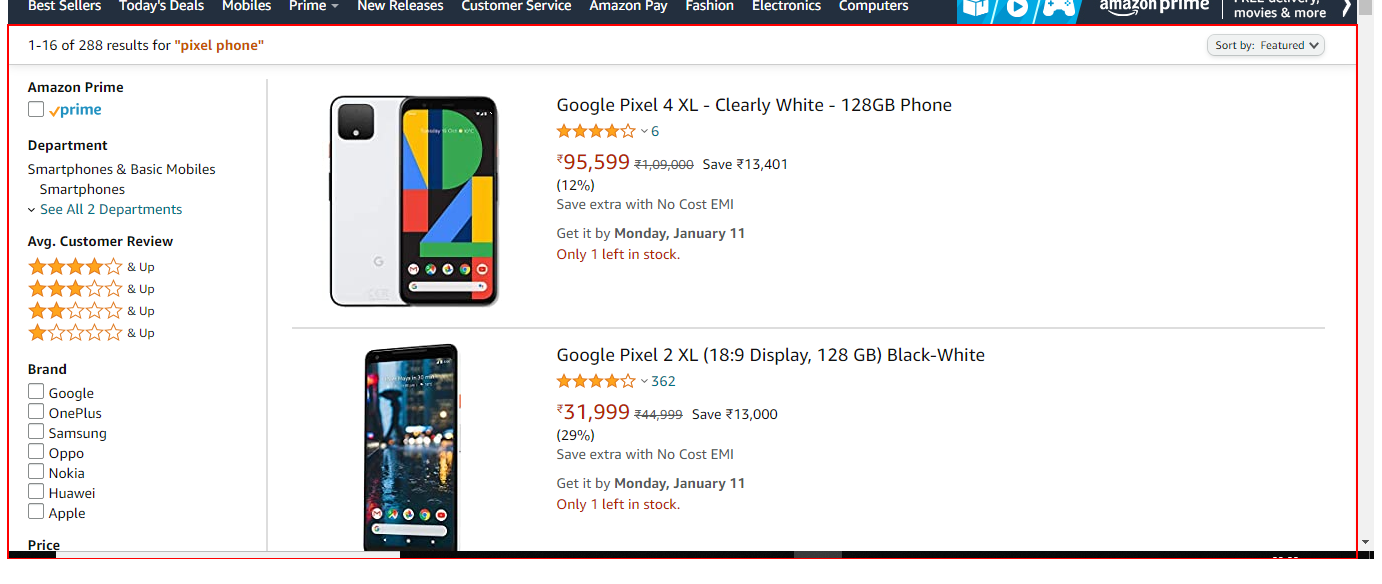 Best Sellers Today's Deals Mobiles Prime New Releases Customer Service Amazon Pay Fashion Electronics Computers amazon prime
movies & more
1-16 of 288 results for "pixel phone" Sort by: Featured
Amazon Prime
prime
Department
Smartphones & Basic Mobiles
Smartphones
See All 2 Departments
Avg. Customer Review
& Up
& Up
& Up
& Up
Brand
Google
OnePlus
Samsung
Oppo
Nokia
Huawei
Apple
Price
Google Pixel 4 XL - Clearly White - 128GB Phone
6
₹95,599 ₹1,09,000 Save ₹13,401
(12%)
Save extra with No Cost EMI
Get it by Monday, January 11
Only 1 left in stock.
Google Pixel 2 XL (18:9 Display, 128 GB) Black-White
362
₹31,999 ₹44,999 Save ₹13,000
(29%)
Save extra with No Cost EMI
Get it by Monday, January 11
Only 1 left in stock.